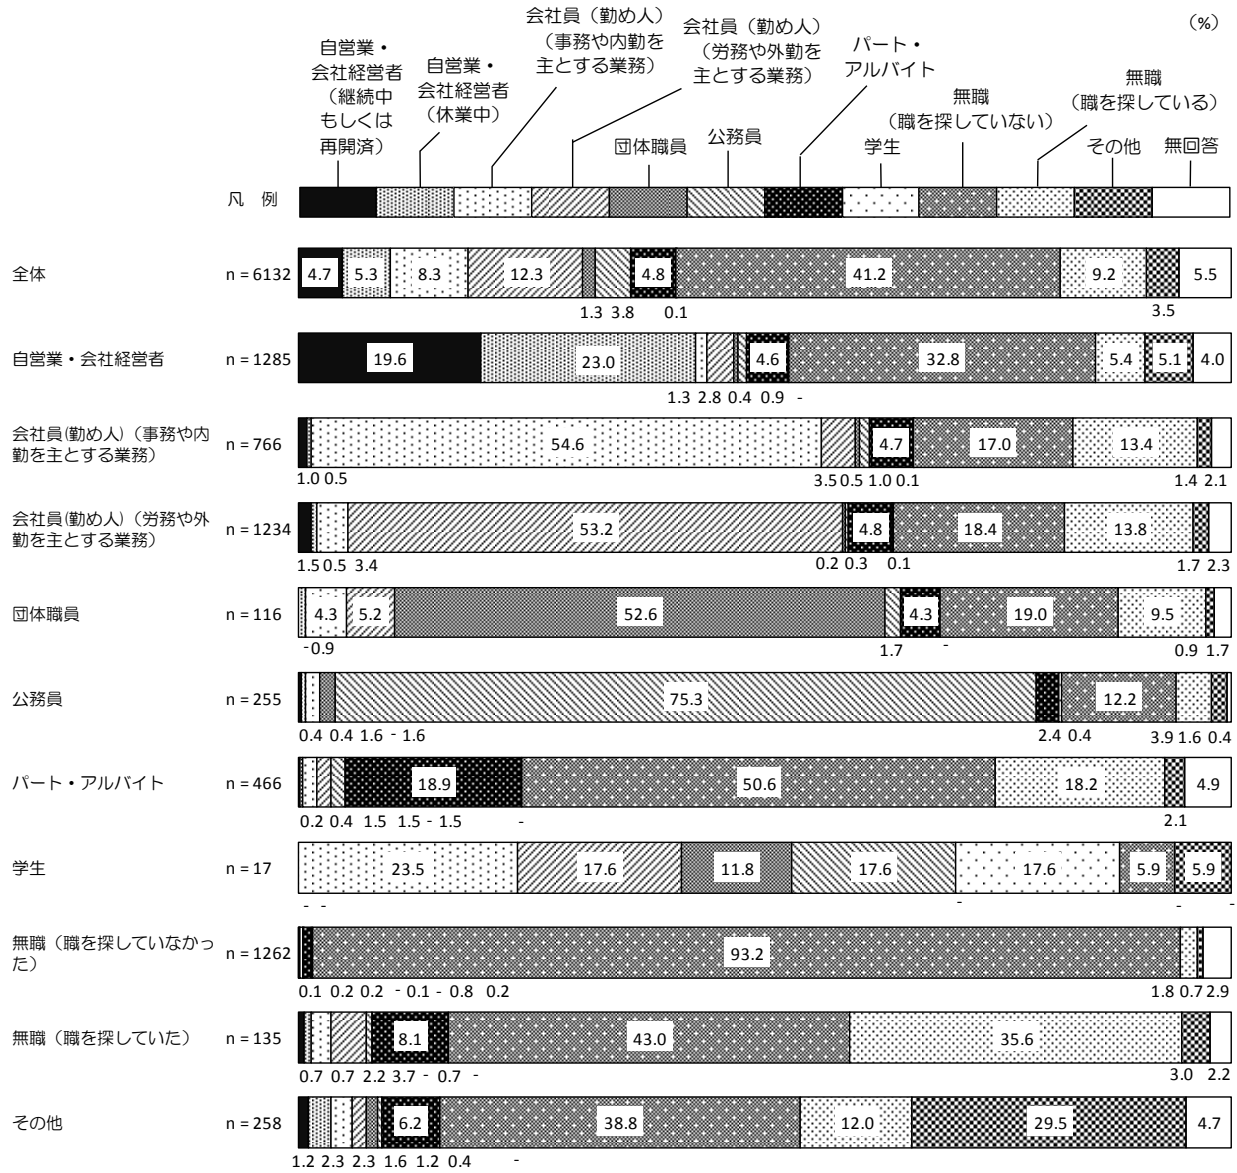 （%）
自営業・
会社経営者
（継続中
もしくは
再開済）
自営業・
会社経営者
（休業中）
会社員（勤め人）
（事務や内勤を
主とする業務）
会社員（勤め人）
（労務や外勤を
主とする業務）
団体職員
公務員
パート・
アルバイト
学生
無職
（職を探していない）
無職
（職を探している）
その他
無回答
凡 例
全体 n = 6132 4.7 5.3 8.3 12.3 4.8 41.2 9.2 5.5
1.3 3.8 0.1 3.5
自営業・会社経営者 n = 1285 19.6 23.0 4.6 32.8 5.4 5.1 4.0
1.3 2.8 0.4 0.9 -
会社員(勤め人)（事務や内
勤を主とする業務） n = 766 54.6 4.7 17.0 13.4
1.0 0.5 3.5 0.5 1.0 0.1 1.4 2.1
会社員(勤め人)（労務や外
勤を主とする業務） n = 1234 53.2 4.8 18.4 13.8
1.5 0.5 3.4 0.2 0.3 0.1 1.7 2.3
団体職員 n = 116 4.3 5.2 52.6 4.3 19.0 9.5
- 0.9 1.7 - 0.9 1.7
公務員 n = 255 75.3 12.2
0.4 0.4 1.6 - 1.6 2.4 0.4 3.9 1.6 0.4
パート・アルバイト n = 466 18.9 50.6 18.2 4.9
0.2 0.4 1.5 1.5 - 1.5 - 2.1
学生 n = 17 23.5 17.6 11.8 17.6 17.6 5.9 5.9
- - - - -
無職（職を探していなかっ
た） n = 1262 93.2
0.1 0.2 0.2 - 0.1 - 0.8 0.2 1.8 0.7 2.9
無職（職を探していた） n = 135 8.1 43.0 35.6
0.7 0.7 2.2 3.7 - 0.7 - 3.0 2.2
その他 n = 258 6.2 38.8 12.0 29.5 4.7
1.2 2.3 2.3 1.6 1.2 0.4 -